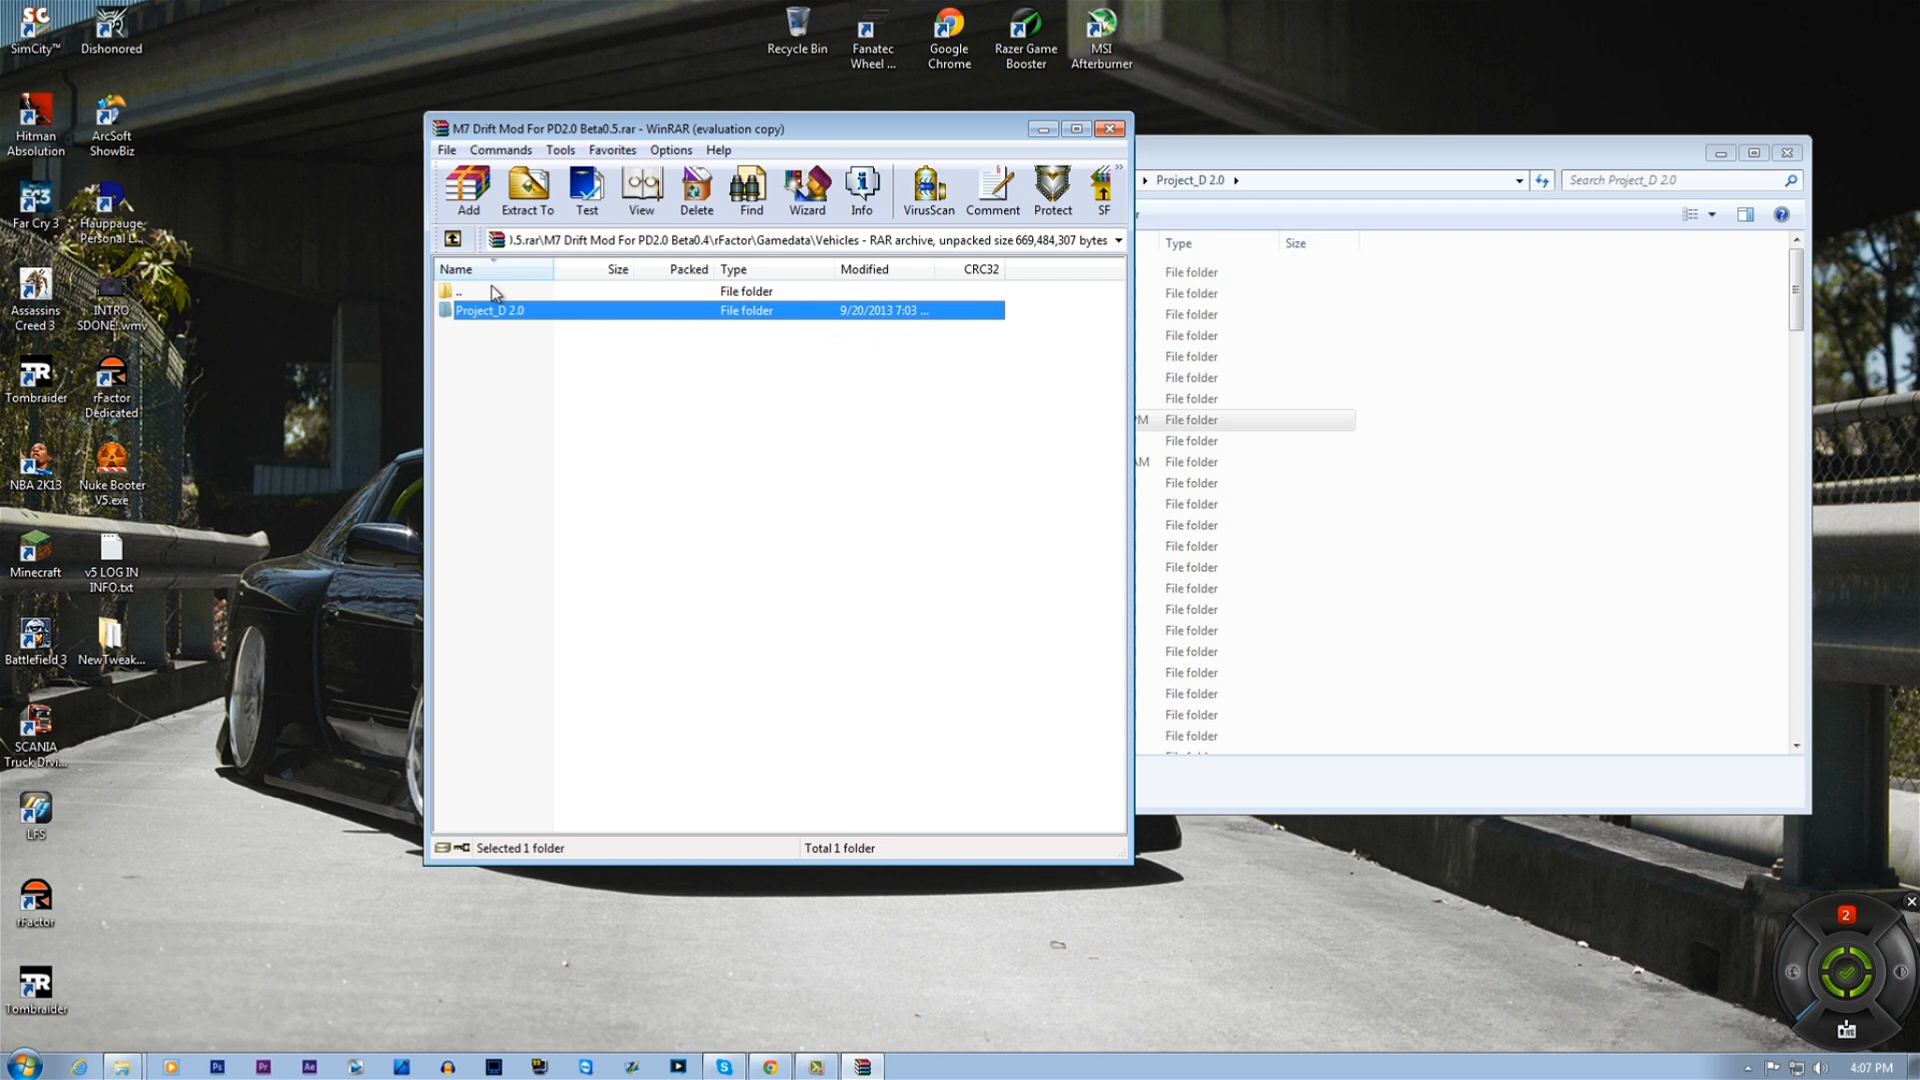 SimCity™
Dishonored
Recycle Bin
Fanatec
Wheel ...
Google
Chrome
Razer Game
Booster
MSI
Afterburner
Hitman
Absolution
ArcSoft
ShowBiz
Far Cry 3
Hauppauge
Personal L...
Assassins
Creed 3
INTRO
SDONE!.wmv
Tombraider
rFactor
Dedicated
NBA 2K13
Nuke Booter
V5.exe
Minecraft
v5 LOG IN
INFO.txt
Battlefield 3
NewTweak...
SCANIA
Truck Drvi...
LFS
rFactor
Tombraider
M7 Drift Mod For PD2.0 Beta0.5.rar - WinRAR (evaluation copy)
File Commands Tools Favorites Options Help
Add Extract To Test View Delete Find Wizard Info VirusScan Comment Protect SF
).5.rar\M7 Drift Mod For PD2.0 Beta0.4\rFactor\Gamedata\Vehicles - RAR archive, unpacked size 669,484,307 bytes
Name Size Packed Type Modified CRC32
.. File folder
Project_D 2.0 File folder 9/20/2013 7:03 ...
Selected 1 folder Total 1 folder
Project_D 2.0 Search Project_D 2.0
Type Size
File folder
File folder
File folder
File folder
File folder
File folder
File folder
PM File folder
File folder
AM File folder
File folder
File folder
File folder
File folder
File folder
File folder
File folder
File folder
File folder
File folder
File folder
File folder
File folder
2
Ps Pr Ae
4:07 PM